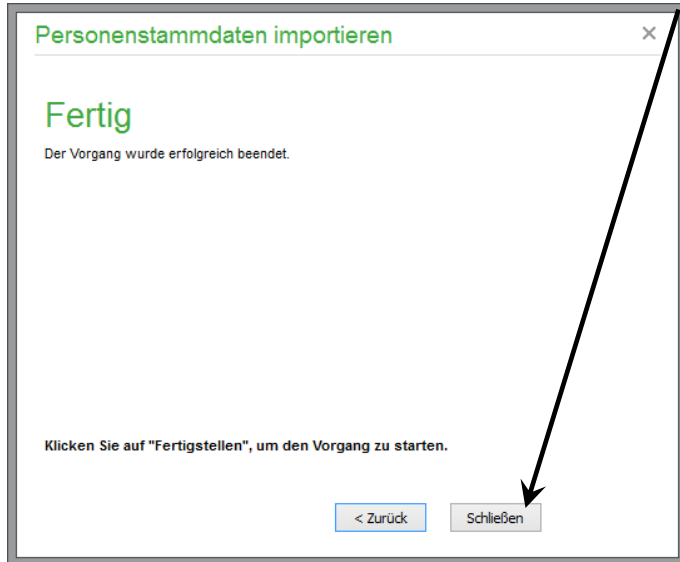 Personenstammdaten importieren
Fertig
Der Vorgang wurde erfolgreich beendet.
Klicken Sie auf "Fertigstellen", um den Vorgang zu starten.
< Zurück
Schließen